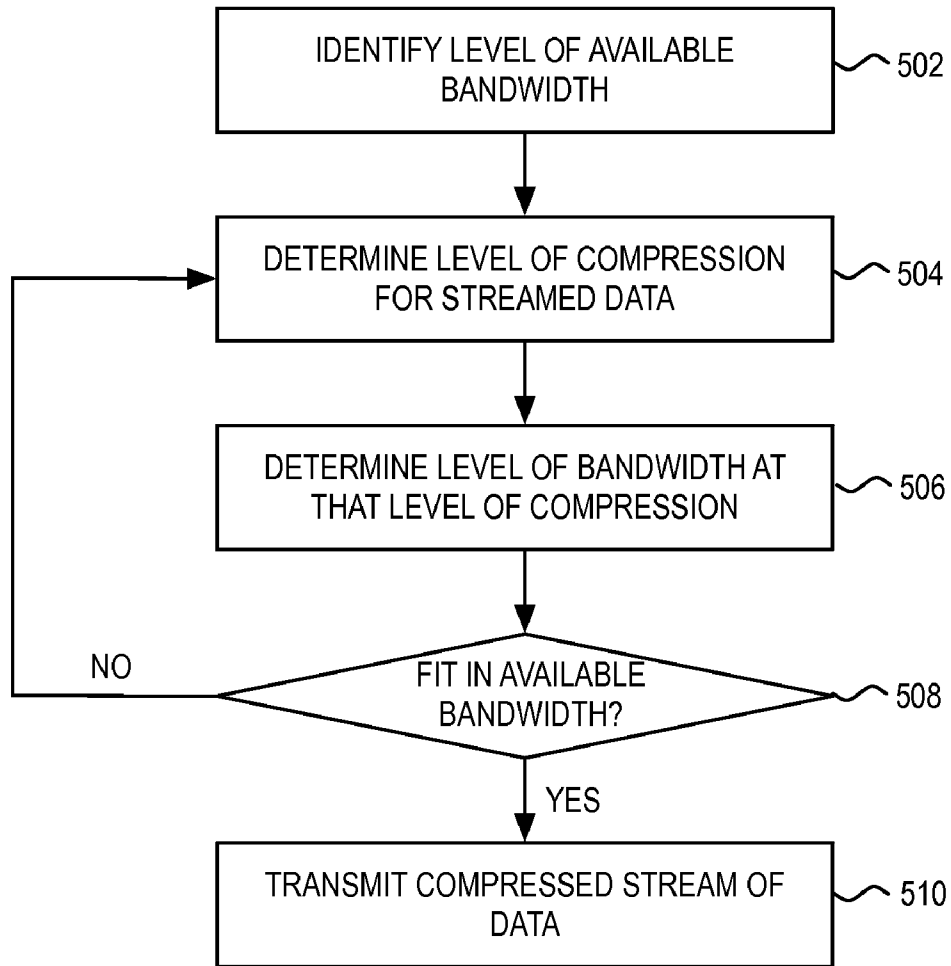 IDENTIFY LEVEL OF AVAILABLE
BANDWIDTH
502
DETERMINE LEVEL OF COMPRESSION
FOR STREAMED DATA
504
DETERMINE LEVEL OF BANDWIDTH AT
THAT LEVEL OF COMPRESSION
506
NO
FIT IN AVAILABLE
BANDWIDTH?
508
YES
TRANSMIT COMPRESSED STREAM OF
DATA
510